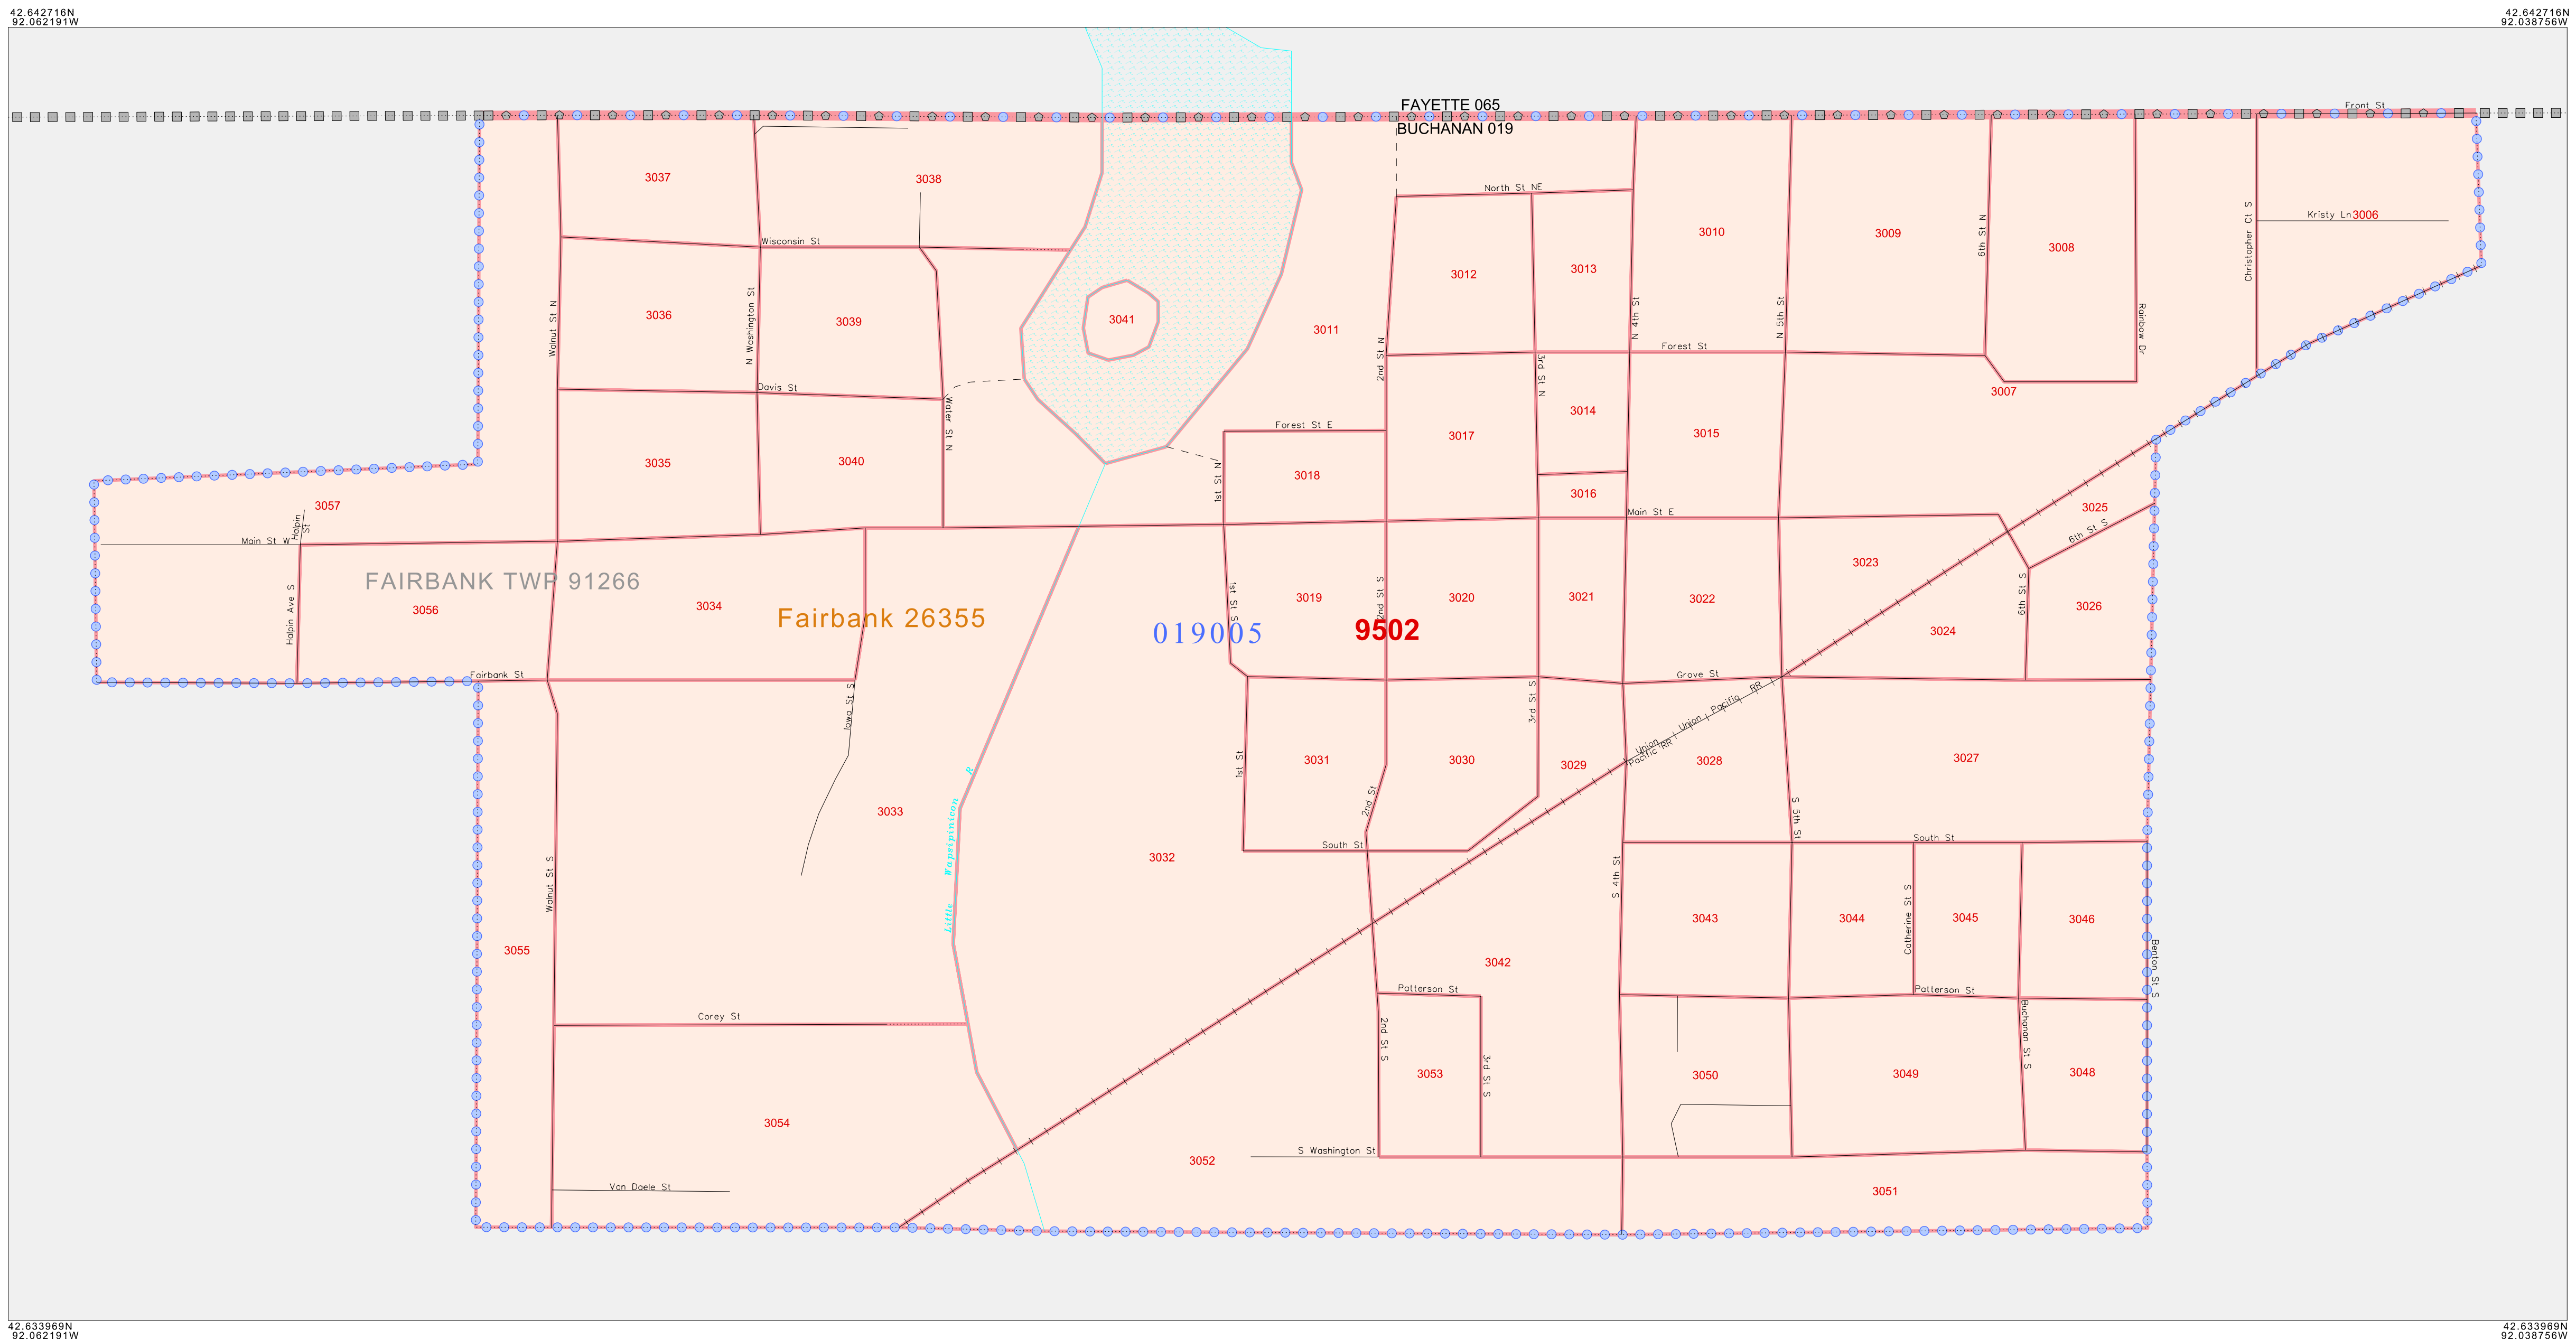 42.642716N
92.062191W
42.642716N
92.038756W
FAYETTE 065
BUCHANAN 019
Front St
3037
3038
North St NE
Kristy Ln
3006
Christopher Ct S
6th St N
3010
3009
3008
Wisconsin St
3012
3013
Walnut St N
N Washington St
3036
3039
3041
3011
2nd St N
N 4th St
N 5th St
Rainbow Dr
Forest St
3rd St N
Davis St
3007
Water St N
3014
Forest St E
3017
3015
3035
3040
3018
1st St N
3016
3057
Halpin St
Main St W
Main St E
3025
6th St S
FAIRBANK TWP 91266
3056
Halpin Ave S
3034
Fairbank 26355
019005
9502
1st St S
3019
2nd St S
3020
3021
3022
3023
3024
6th St S
3026
Fairbank St
Iowa St S
Grove St
3rd St S
Union Pacific RR
Union Pacific RR
1st St
3031
3030
3029
3028
3027
2nd St
South St
S 5th St
South St
3033
Little Wapsipinicon R
3032
Walnut St S
S 4th St
3055
3042
3043
3044
Catherine St S
3045
3046
Benton St S
Patterson St
Patterson St
Corey St
2nd St S
3rd St S
Buchanan St S
3053
3050
3049
3048
3054
S Washington St
3052
Van Daele St
3051
42.633969N
92.062191W
42.633969N
92.038756W